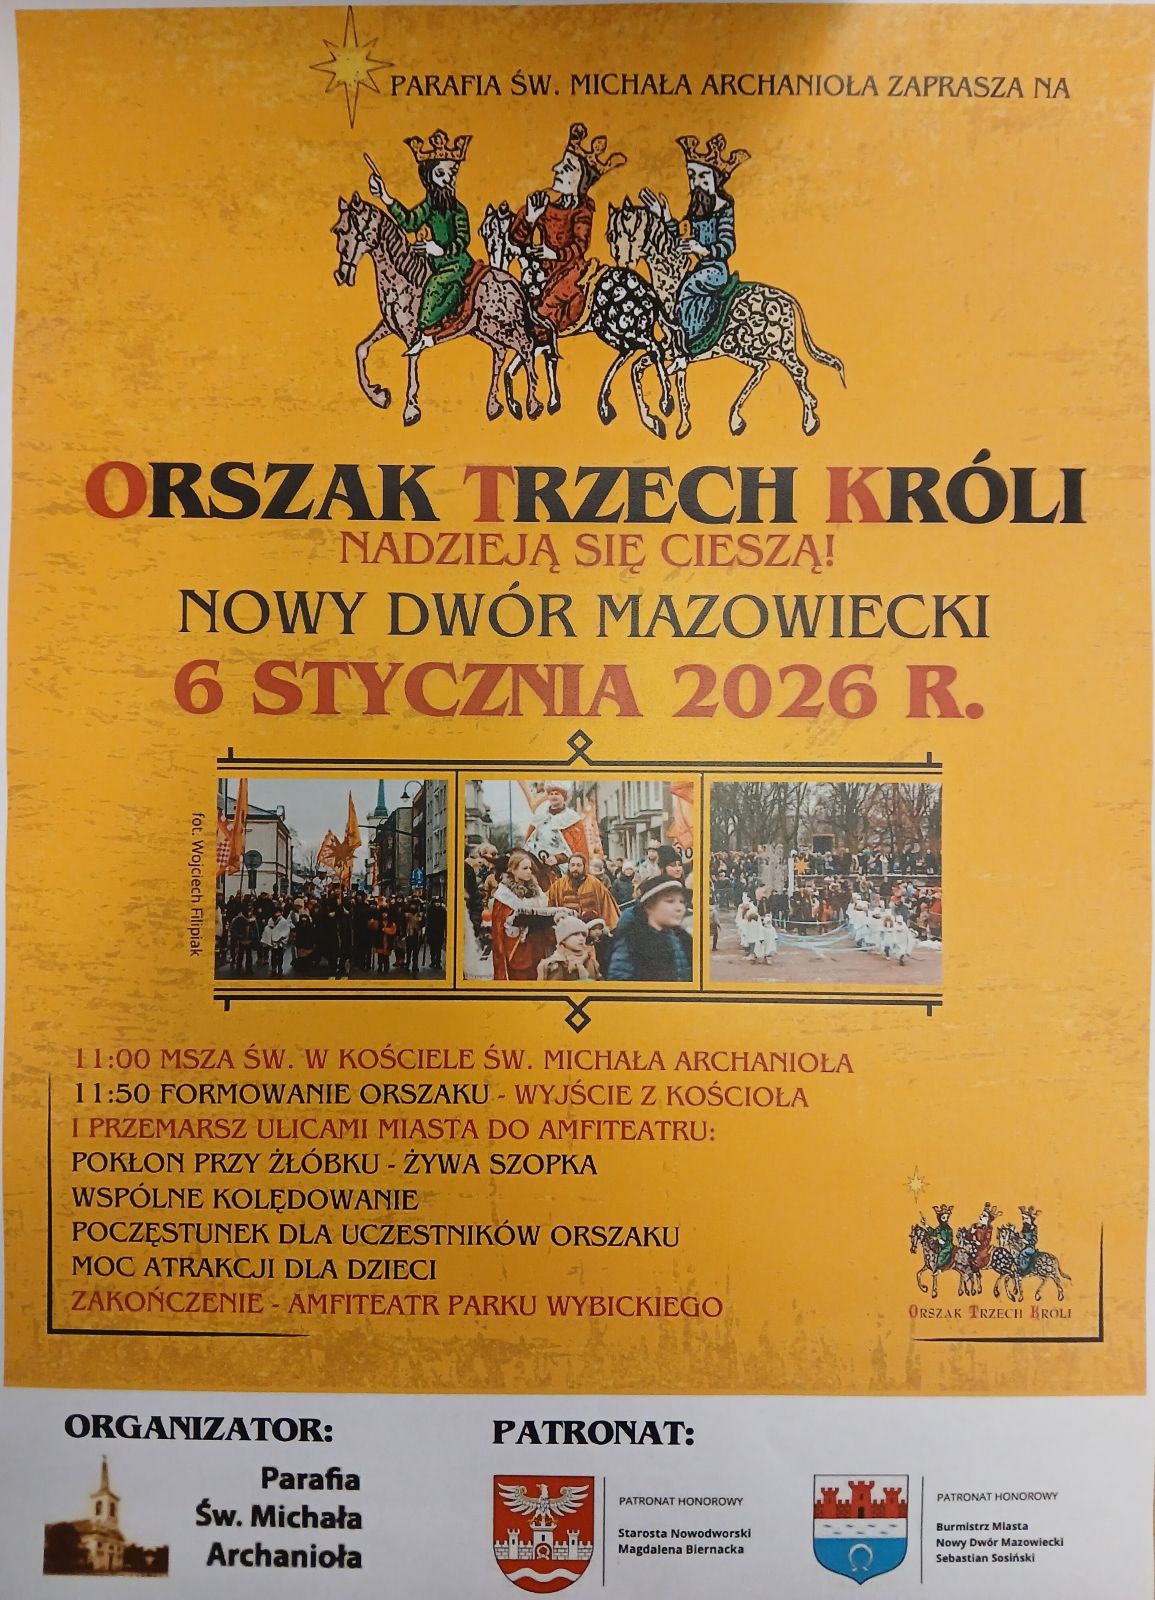 PARAFIA ŚW. MICHAŁA ARCHANIOŁA ZAPRASZA NA
ORSZAK TRZECH KRÓLI
NADZIEJĄ SIĘ CIESZĄ!
NOWY DWÓR MAZOWIECKI
6 STYCZNIA 2026 R.
fot. Wojciech Filipiak
11:00 MSZA ŚW. W KOŚCIELE ŚW. MICHAŁA ARCHANIOŁA
11:50 FORMOWANIE ORSZAKU - WYJŚCIE Z KOŚCIOŁA
I PRZEMARSZ ULICAMI MIASTA DO AMFITEATRU:
POKŁON PRZY ŻŁÓBKU - ŻYWA SZOPKA
WSPÓLNE KOLĘDOWANIE
POCZĘSTUNEK DLA UCZESTNIKÓW ORSZAKU
MOC ATRAKCJI DLA DZIECI
ZAKOŃCZENIE - AMFITEATR PARKU WYBICKIEGO
ORSZAK TRZECH KRÓLI
ORGANIZATOR:
Parafia
Św. Michała
Archanioła
PATRONAT:
PATRONAT HONOROWY
Starosta Nowodworski
Magdalena Biernacka
PATRONAT HONOROWY
Burmistrz Miasta
Nowy Dwór Mazowiecki
Sebastian Sosiński